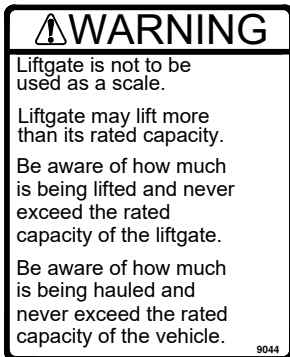 WARNING
Liftgate is not to be
used as a scale.
Liftgate may lift more
than its rated capacity.
Be aware of how much
is being lifted and never
exceed the rated
capacity of the liftgate.
Be aware of how much
is being hauled and
never exceed the rated
capacity of the vehicle.
9044